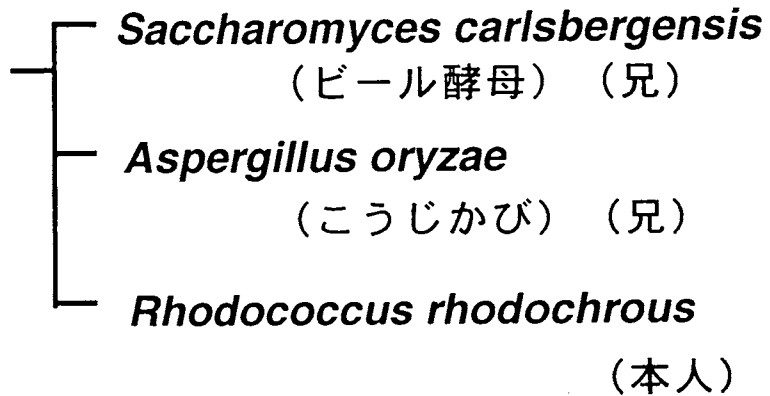 Saccharomyces carlsbergensis
（ビール酵母）（兄）
Aspergillus oryzae
（こうじかび）（兄）
Rhodococcus rhodochrous
（本人）